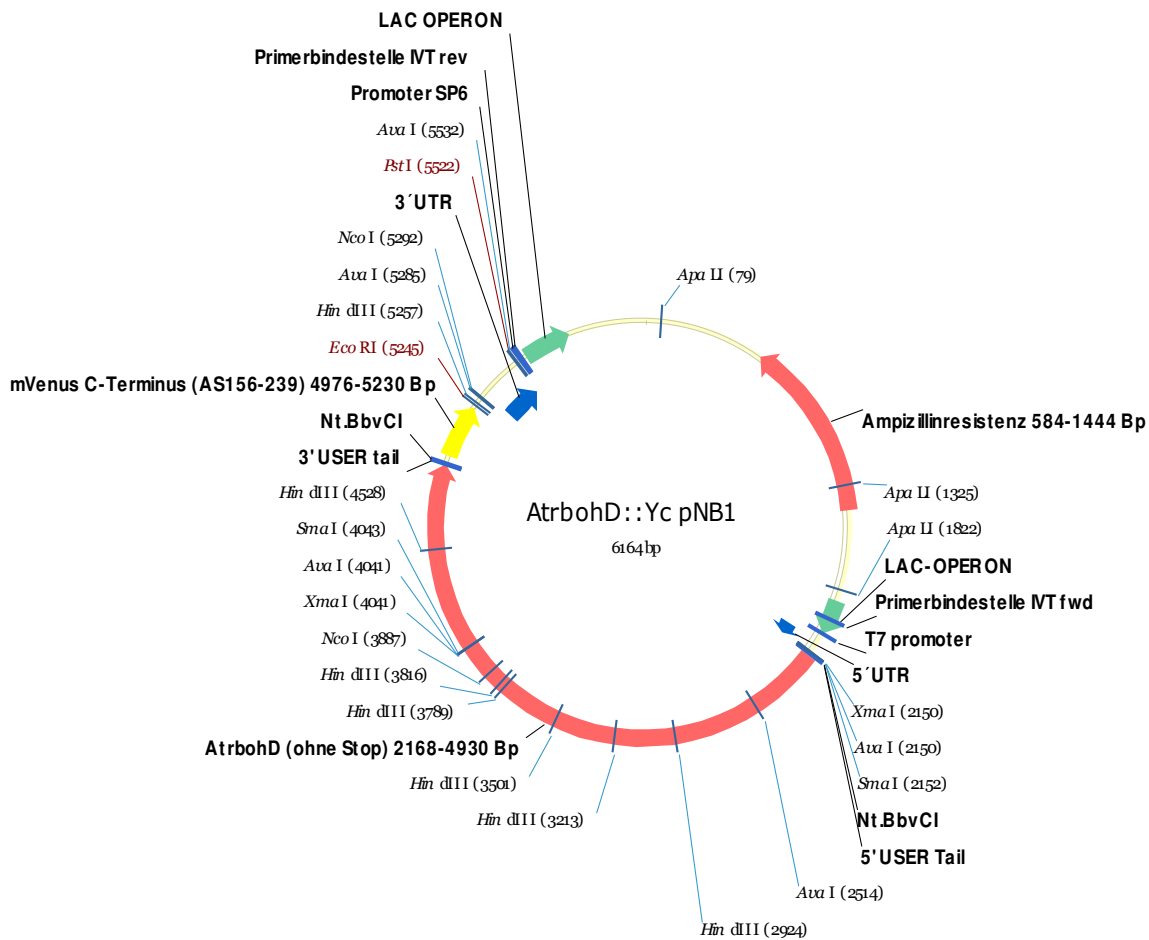 LAC OPERON
Primerbindestelle IVT rev
Promoter SP6
Ava I (5532)
Pst I (5522)
3´UTR
Nco I (5292)
Ava I (5285)
Hin dIII (5257)
Eco RI (5245)
mVenus C-Terminus (AS156-239) 4976-5230 Bp
Nt.BbvCI
3' USER tail
Hin dIII (4528)
Sma I (4043)
Ava I (4041)
Xma I (4041)
Nco I (3887)
Hin dIII (3816)
Hin dIII (3789)
AtrbohD (ohne Stop) 2168-4930 Bp
Hin dIII (3501)
Hin dIII (3213)
AtrbohD::Yc pNB1
6164 bp
Apa LI (79)
Ampizillinresistenz 584-1444 Bp
Apa LI (1325)
Apa LI (1822)
LAC-OPERON
Primerbindestelle IVT fwd
T7 promoter
5´UTR
Xma I (2150)
Ava I (2150)
Sma I (2152)
Nt.BbvCI
5' USER Tail
Ava I (2514)
Hin dIII (2924)